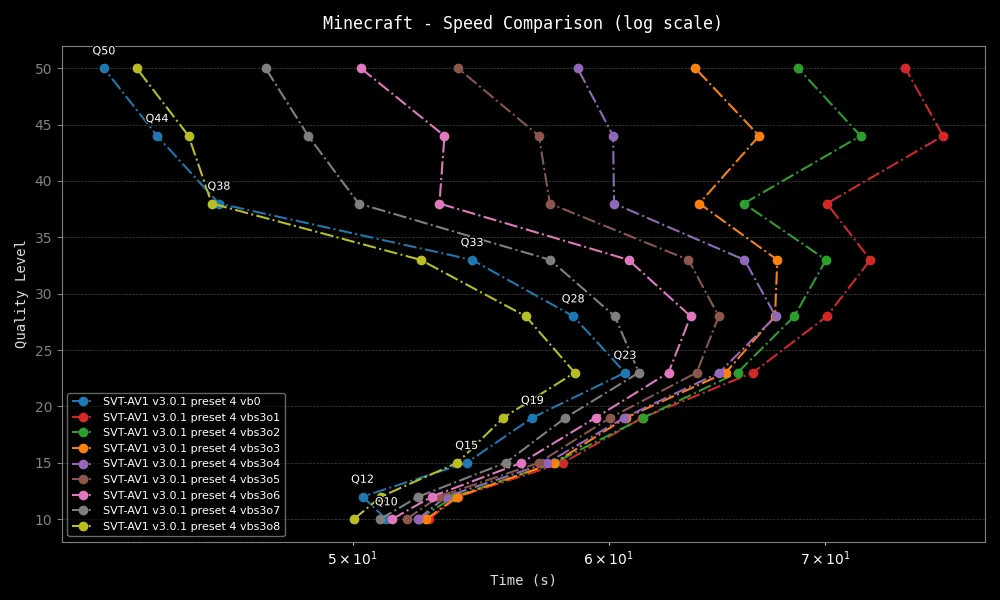 Minecraft - Speed Comparison (log scale)
Q50
Q44
Q38
Q33
Q28
Q23
Q19
Q15
Q12
Q10
Quality Level
50
45
40
35
30
25
20
15
10
SVT-AV1 v3.0.1 preset 4 vb0
SVT-AV1 v3.0.1 preset 4 vbs3o1
SVT-AV1 v3.0.1 preset 4 vbs3o2
SVT-AV1 v3.0.1 preset 4 vbs3o3
SVT-AV1 v3.0.1 preset 4 vbs3o4
SVT-AV1 v3.0.1 preset 4 vbs3o5
SVT-AV1 v3.0.1 preset 4 vbs3o6
SVT-AV1 v3.0.1 preset 4 vbs3o7
SVT-AV1 v3.0.1 preset 4 vbs3o8
5 × 10¹ 6 × 10¹ 7 × 10¹
Time (s)